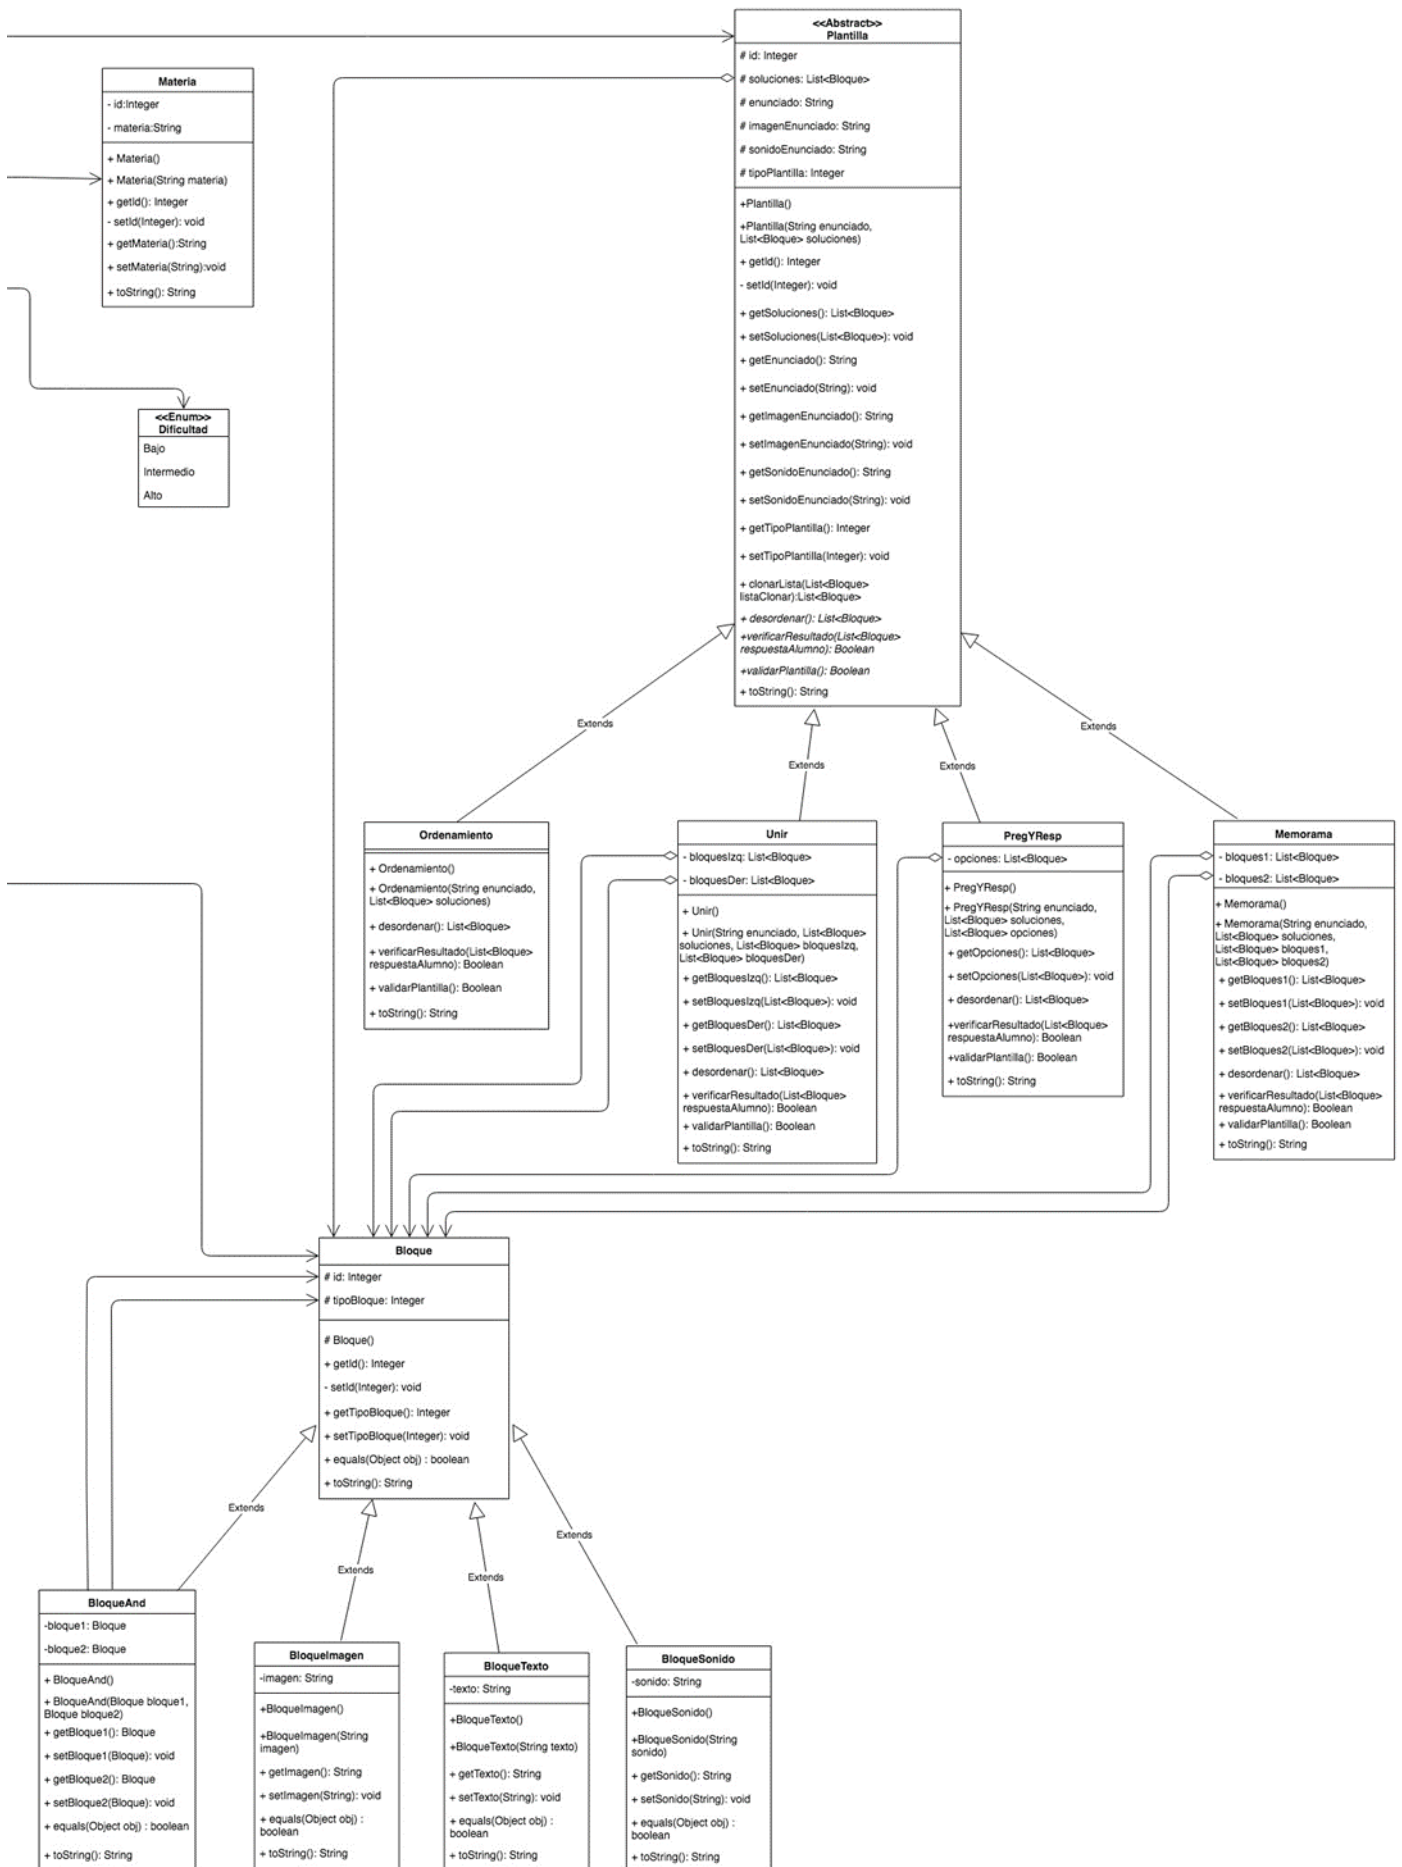 <<Abstract>>
Plantilla
# id: Integer
# soluciones: List<Bloque>
# enunciado: String
# imagenEnunciado: String
# sonidoEnunciado: String
# tipoPlantilla: Integer
+Plantilla()
+Plantilla(String enunciado,
List<Bloque> soluciones)
+ getId(): Integer
- setId(Integer): void
+ getSoluciones(): List<Bloque>
+ setSoluciones(List<Bloque>): void
+ getEnunciado(): String
+ setEnunciado(String): void
+ getImagenEnunciado(): String
+ setImagenEnunciado(String): void
+ getSonidoEnunciado(): String
+ setSonidoEnunciado(String): void
+ getTipoPlantilla(): Integer
+ setTipoPlantilla(Integer): void
+ clonarLista(List<Bloque>
listaClonar):List<Bloque>
+ desordenar(): List<Bloque>
+verificarResultado(List<Bloque>
respuestaAlumno): Boolean
+validarPlantilla(): Boolean
+ toString(): String
Materia
- id:Integer
- materia:String
+ Materia()
+ Materia(String materia)
+ getId(): Integer
- setId(Integer): void
+ getMateria():String
+ setMateria(String):void
+ toString(): String
<<Enum>>
Dificultad
Bajo
Intermedio
Alto
Extends
Extends
Extends
Extends
Ordenamiento
+ Ordenamiento()
+ Ordenamiento(String enunciado,
List<Bloque> soluciones)
+ desordenar(): List<Bloque>
+ verificarResultado(List<Bloque>
respuestaAlumno): Boolean
+ validarPlantilla(): Boolean
+ toString(): String
Unir
- bloquesIzq: List<Bloque>
- bloquesDer: List<Bloque>
+ Unir()
+ Unir(String enunciado, List<Bloque>
soluciones, List<Bloque> bloquesIzq,
List<Bloque> bloquesDer)
+ getBloquesIzq(): List<Bloque>
+ setBloquesIzq(List<Bloque>): void
+ getBloquesDer(): List<Bloque>
+ setBloquesDer(List<Bloque>): void
+ desordenar(): List<Bloque>
+ verificarResultado(List<Bloque>
respuestaAlumno): Boolean
+ validarPlantilla(): Boolean
+ toString(): String
PregYResp
- opciones: List<Bloque>
+ PregYResp()
+ PregYResp(String enunciado,
List<Bloque> soluciones,
List<Bloque> opciones)
+ getOpciones(): List<Bloque>
+ setOpciones(List<Bloque>): void
+ desordenar(): List<Bloque>
+verificarResultado(List<Bloque>
respuestaAlumno): Boolean
+validarPlantilla(): Boolean
+ toString(): String
Memorama
- bloques1: List<Bloque>
- bloques2: List<Bloque>
+ Memorama()
+ Memorama(String enunciado,
List<Bloque> soluciones,
List<Bloque> bloques1,
List<Bloque> bloques2)
+ getBloques1(): List<Bloque>
+ setBloques1(List<Bloque>): void
+ getBloques2(): List<Bloque>
+ setBloques2(List<Bloque>): void
+ desordenar(): List<Bloque>
+ verificarResultado(List<Bloque>
respuestaAlumno): Boolean
+ validarPlantilla(): Boolean
+ toString(): String
Bloque
# id: Integer
# tipoBloque: Integer
# Bloque()
+ getId(): Integer
- setId(Integer): void
+ getTipoBloque(): Integer
+ setTipoBloque(Integer): void
+ equals(Object obj) : boolean
+ toString(): String
Extends
Extends
Extends
Extends
BloqueAnd
-bloque1: Bloque
-bloque2: Bloque
+ BloqueAnd()
+ BloqueAnd(Bloque bloque1,
Bloque bloque2)
+ getBloque1(): Bloque
+ setBloque1(Bloque): void
+ getBloque2(): Bloque
+ setBloque2(Bloque): void
+ equals(Object obj) : boolean
+ toString(): String
BloqueImagen
-imagen: String
+BloqueImagen()
+BloqueImagen(String
imagen)
+ getImagen(): String
+ setImagen(String): void
+ equals(Object obj) :
boolean
+ toString(): String
BloqueTexto
-texto: String
+BloqueTexto()
+BloqueTexto(String texto)
+ getTexto(): String
+ setTexto(String): void
+ equals(Object obj) :
boolean
+ toString(): String
BloqueSonido
-sonido: String
+BloqueSonido()
+BloqueSonido(String
sonido)
+ getSonido(): String
+ setSonido(String): void
+ equals(Object obj) :
boolean
+ toString(): String